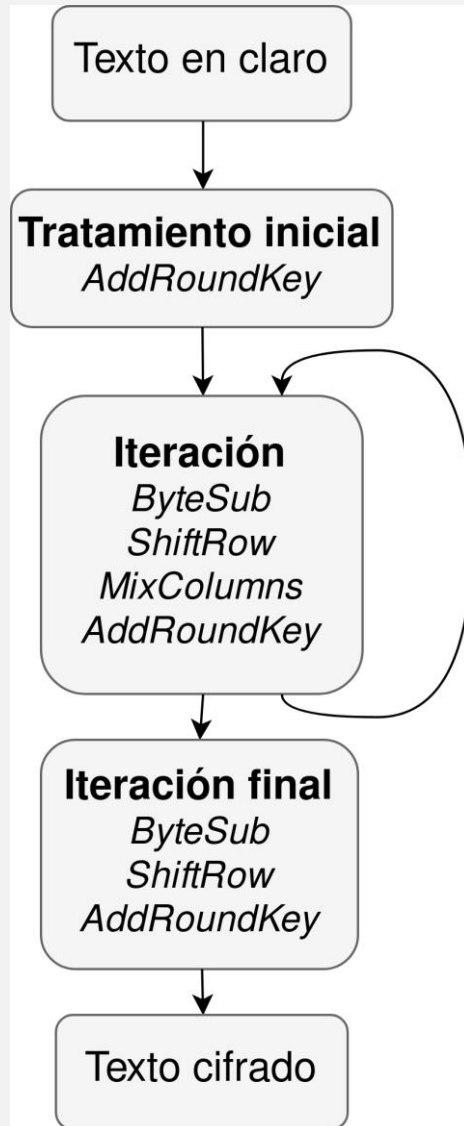 Texto en claro
Tratamiento inicial
AddRoundKey
Iteración
ByteSub
ShiftRow
MixColumns
AddRoundKey
Iteración final
ByteSub
ShiftRow
AddRoundKey
Texto cifrado